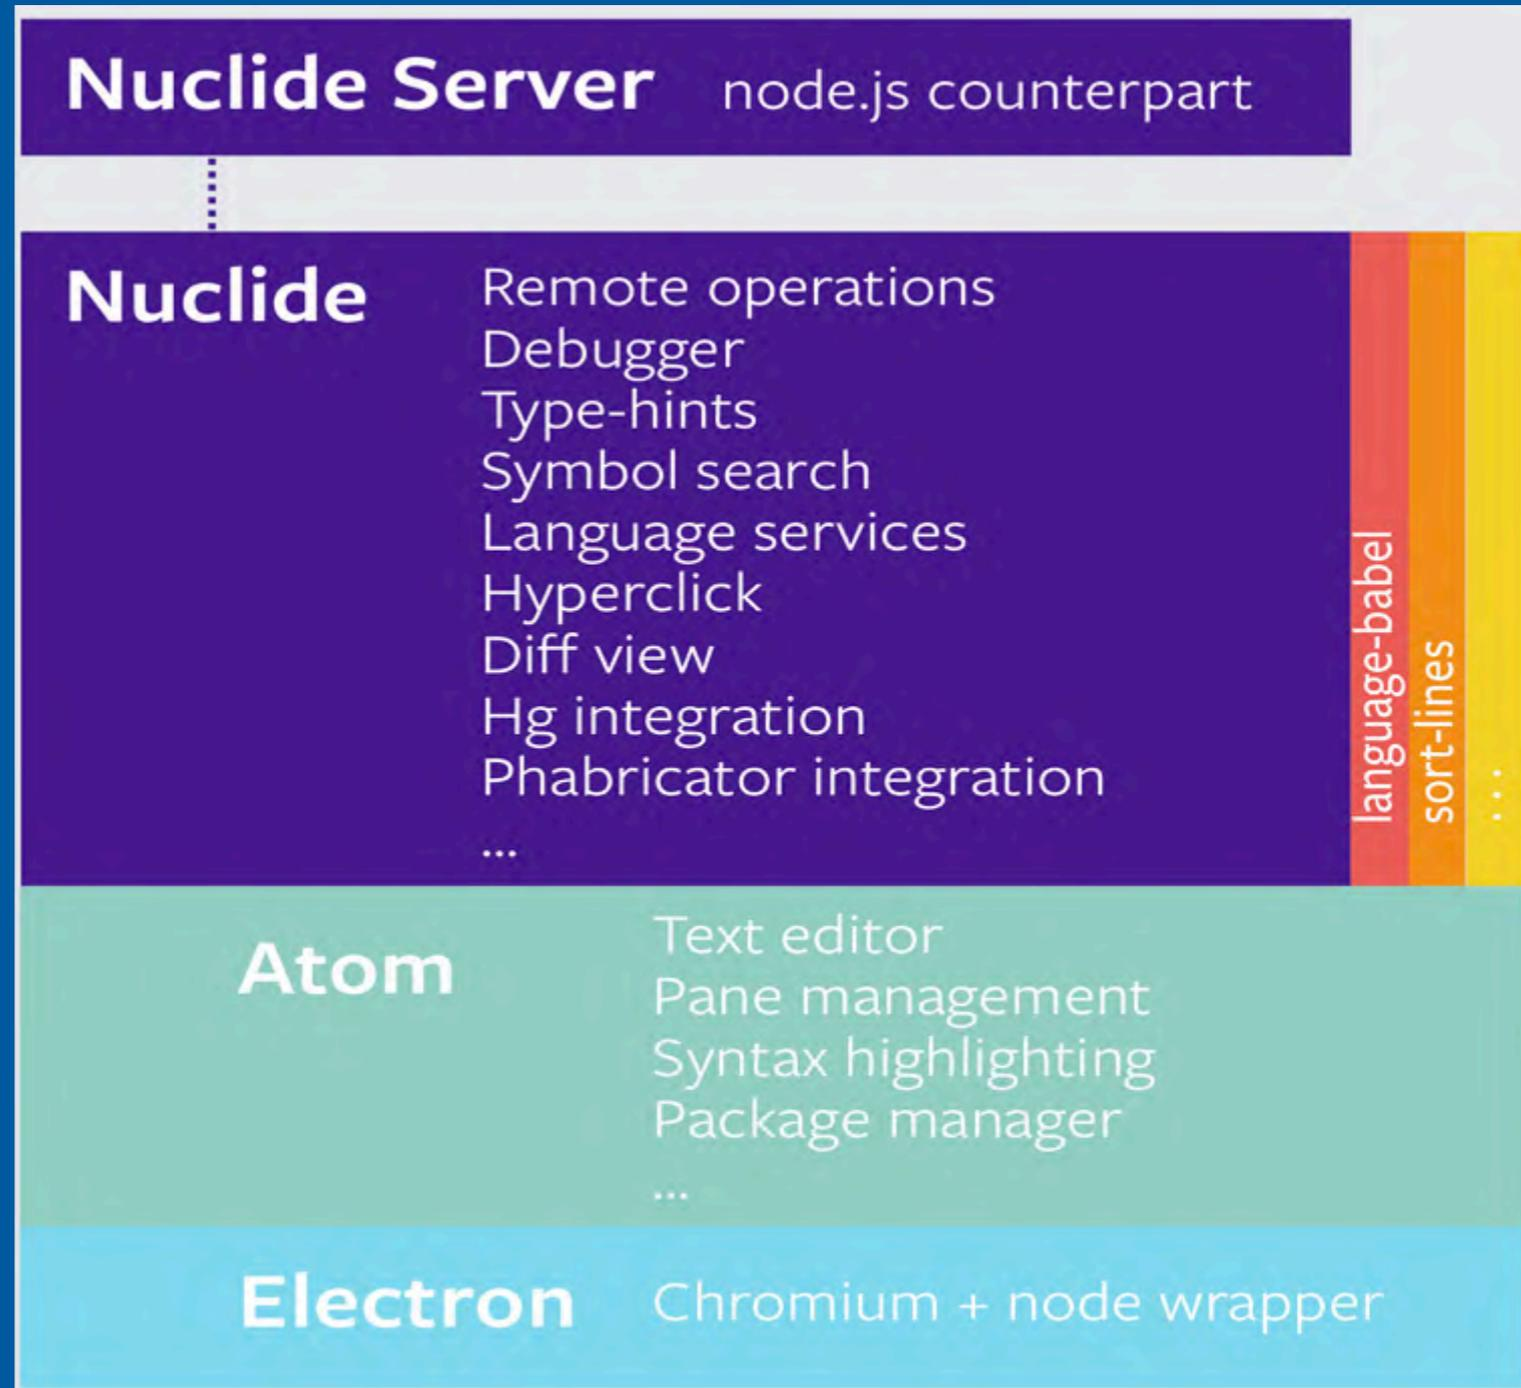 Nuclide Server node.js counterpart
Nuclide
Remote operations
Debugger
Type-hints
Symbol search
Language services
Hyperclick
Diff view
Hg integration
Phabricator integration
...
language-babel
sort-lines
...
Atom
Text editor
Pane management
Syntax highlighting
Package manager
...
Electron Chromium + node wrapper